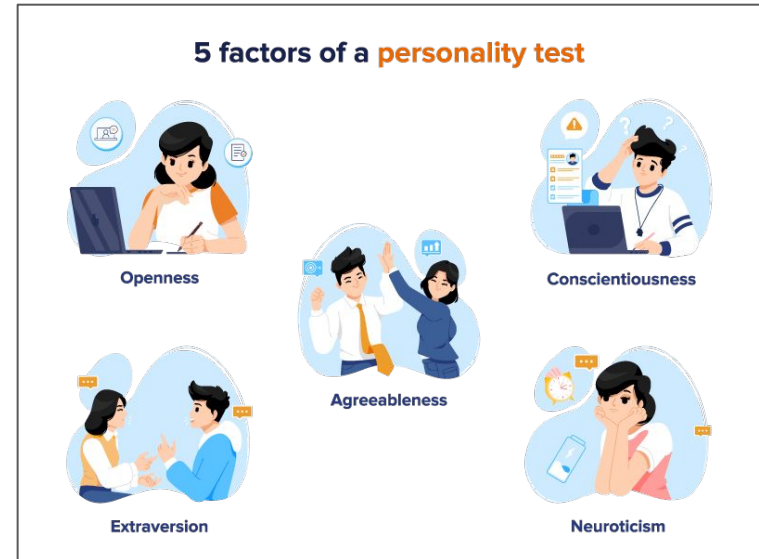 5 factors of a personality test
Openness
Conscientiousness
Agreeableness
Extraversion
Neuroticism